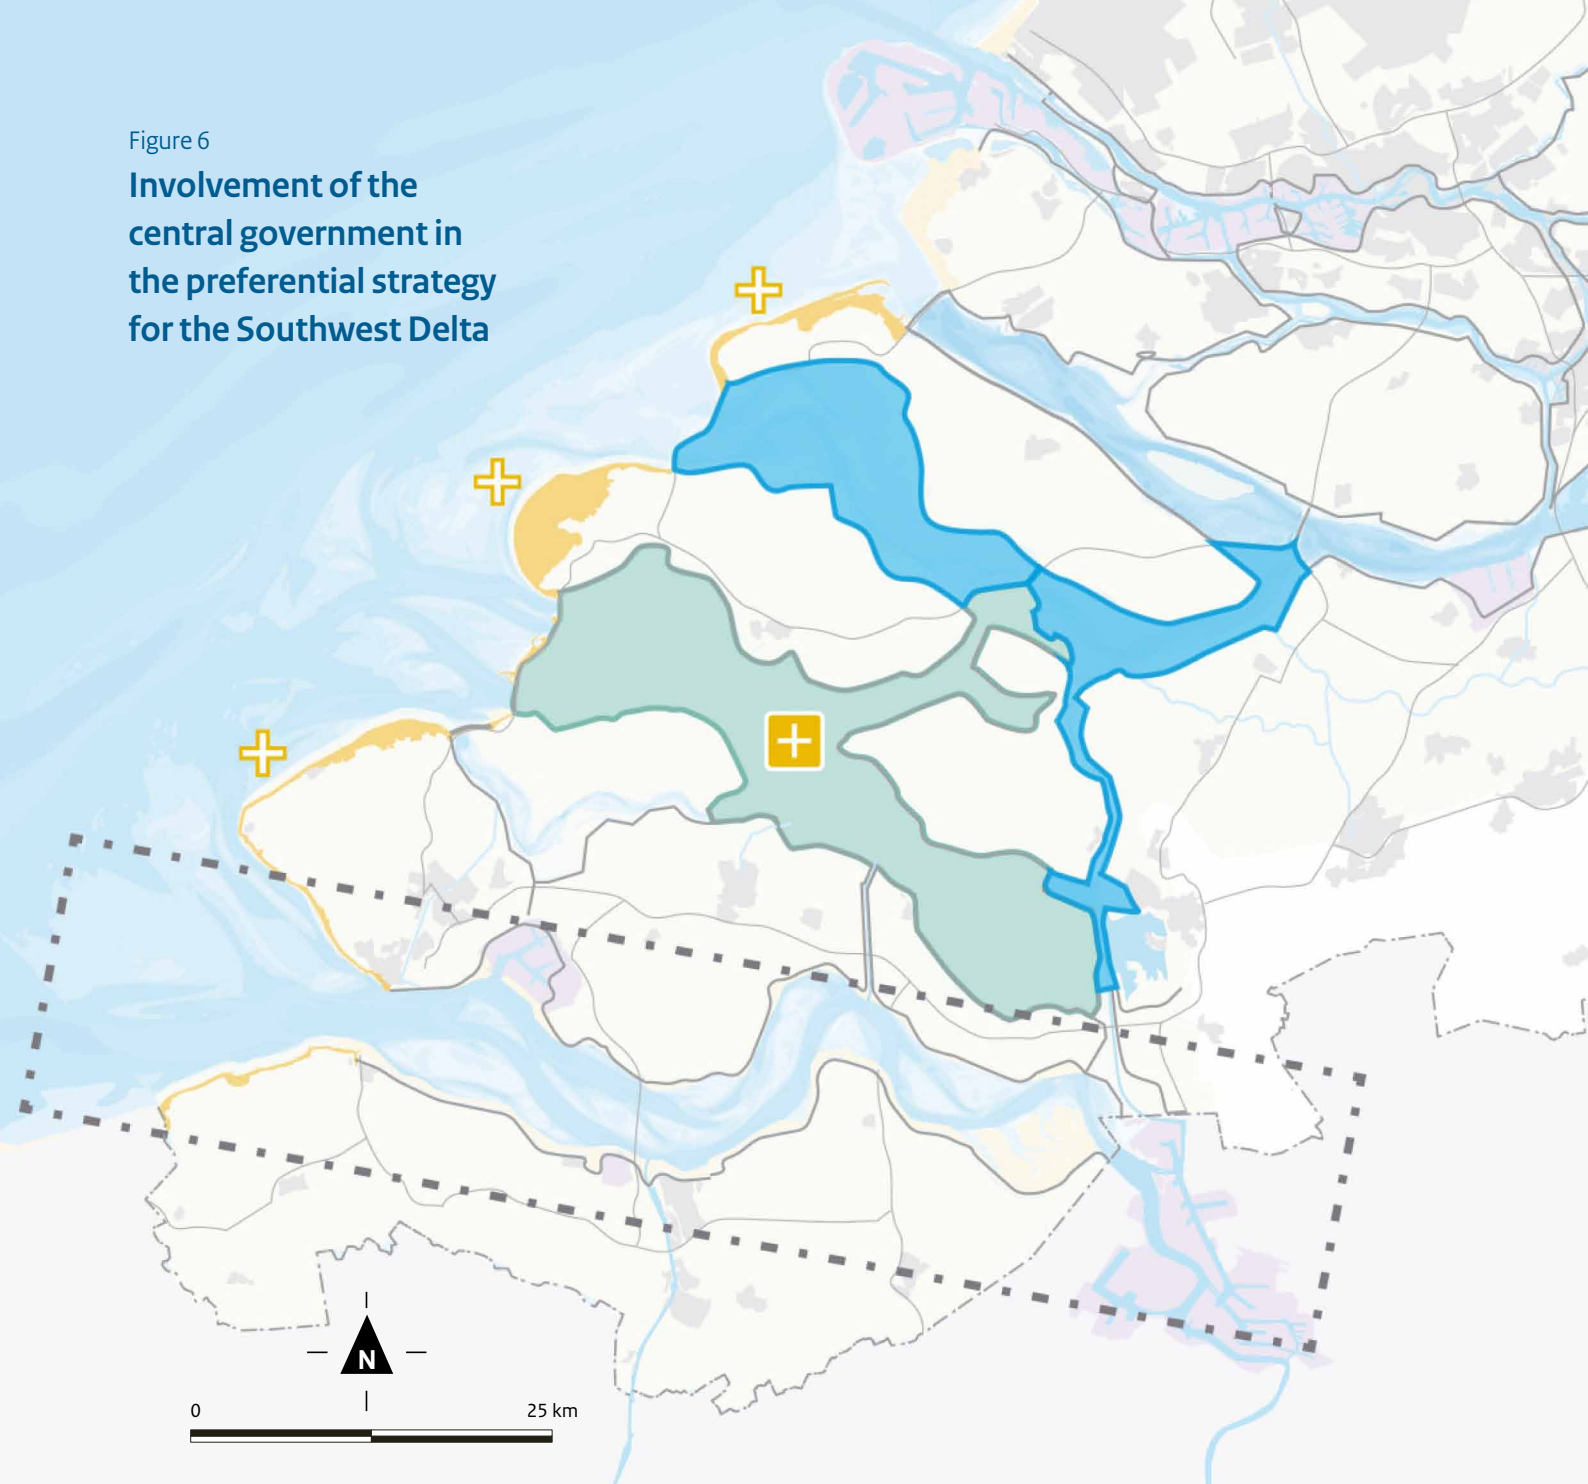 Figure 6
Involvement of the
central government in
the preferential strategy
for the Southwest Delta
N
0 25 km